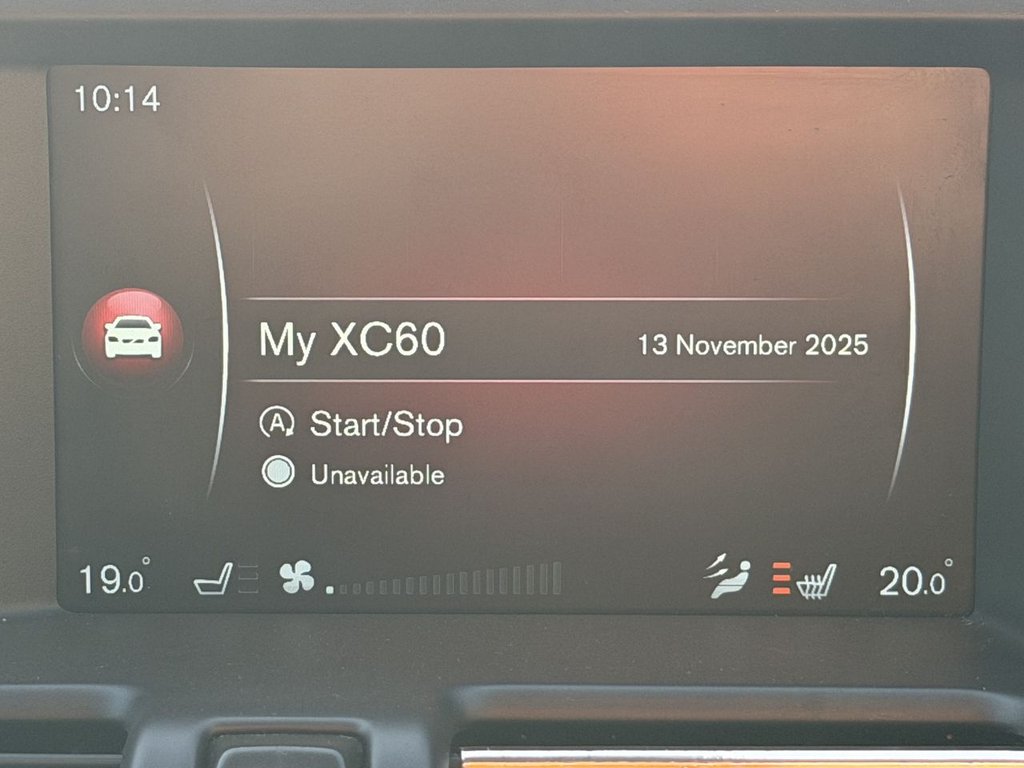 10:14
My XC60 13 November 2025
A Start/Stop
Unavailable
19.0° 20.0°